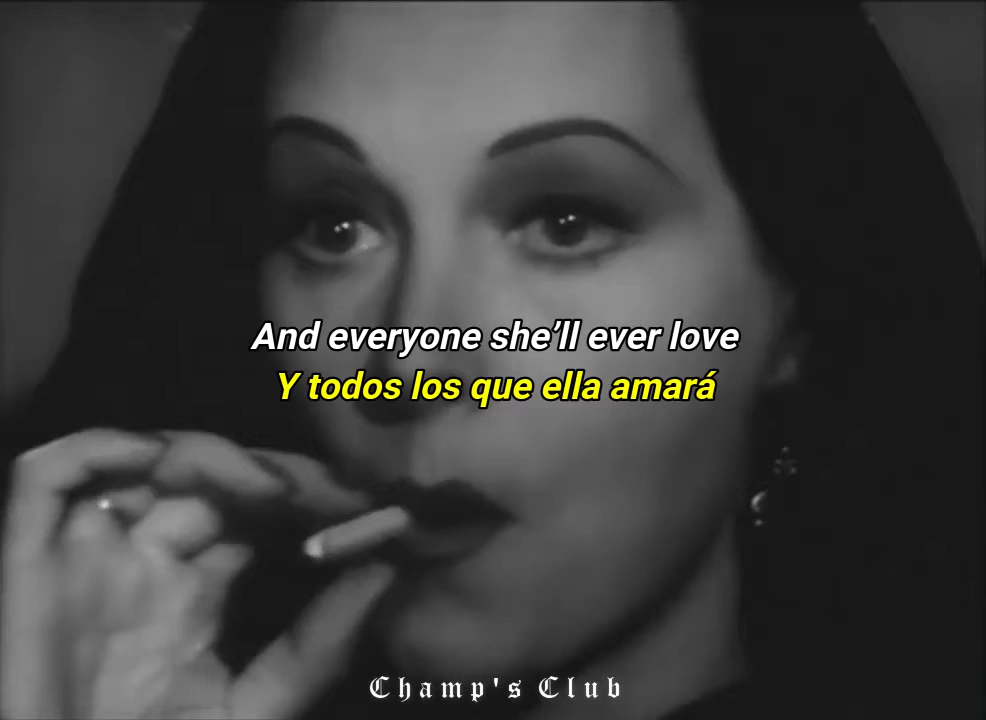 And everyone she’ll ever love
Y todos los que ella amará
Champ's Club